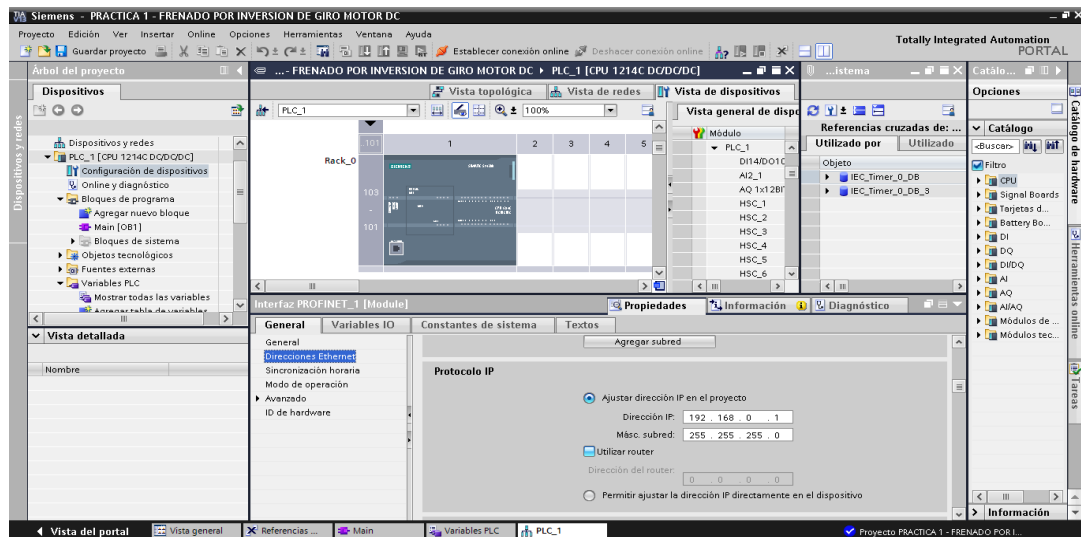 Siemens - PRACTICA 1 - FRENADO POR INVERSION DE GIRO MOTOR DC
Proyecto Edición Ver Insertar Online Opciones Herramientas Ventana Ayuda
Guardar proyecto
Establecer conexión online
Deshacer conexión online
Totally Integrated Automation
PORTAL
Árbol del proyecto
Dispositivos
Dispositivos y redes
PLC_1 [CPU 1214C DC/DC/DC]
Configuración de dispositivos
Online y diagnóstico
Bloques de programa
Agregar nuevo bloque
Main [OB1]
Bloques de sistema
Objetos tecnológicos
Fuentes externas
Variables PLC
Mostrar todas las variables
Agregar tabla de variables
Vista detallada
Nombre
Dispositivos y redes
...- FRENADO POR INVERSION DE GIRO MOTOR DC PLC_1 [CPU 1214C DC/DC/DC]
Vista topológica
Vista de redes
Vista de dispositivos
PLC_1
100%
Vista general de dispo
Rack_0
103
-
101
1 2 3 4 5
SIEMENS
Módulo
PLC_1
DI14/DO10
AI2_1
AQ 1x12BI
HSC_1
HSC_2
HSC_3
HSC_4
HSC_5
HSC_6
...istema
Referencias cruzadas de: ...
Utilizado por
Utilizado
Objeto
IEC_Timer_0_DB
IEC_Timer_0_DB_3
Interfaz PROFINET_1 [Module]
Propiedades
Información
Diagnóstico
General
Variables IO
Constantes de sistema
Textos
General
Direcciones Ethernet
Sincronización horaria
Modo de operación
Avanzado
ID de hardware
Agregar subred
Protocolo IP
Ajustar dirección IP en el proyecto
Dirección IP: 192 . 168 . 0 . 1
Másc. subred: 255 . 255 . 255 . 0
Utilizar router
Dirección del router: 0 . 0 . 0 . 0
Permitir ajustar la dirección IP directamente en el dispositivo
Catálo...
Opciones
Catálogo
<Buscar>
Filtro
CPU
Signal Boards
Tarjetas d...
Battery Bo...
DI
DQ
DI/DQ
AI
AQ
AI/AQ
Módulos de ...
Módulos tec...
Información
Catálogo de hardware
Herramientas online
Tareas
Vista del portal
Vista general
Referencias ...
Main
Variables PLC
PLC_1
Proyecto PRACTICA 1 - FRENADO POR I...